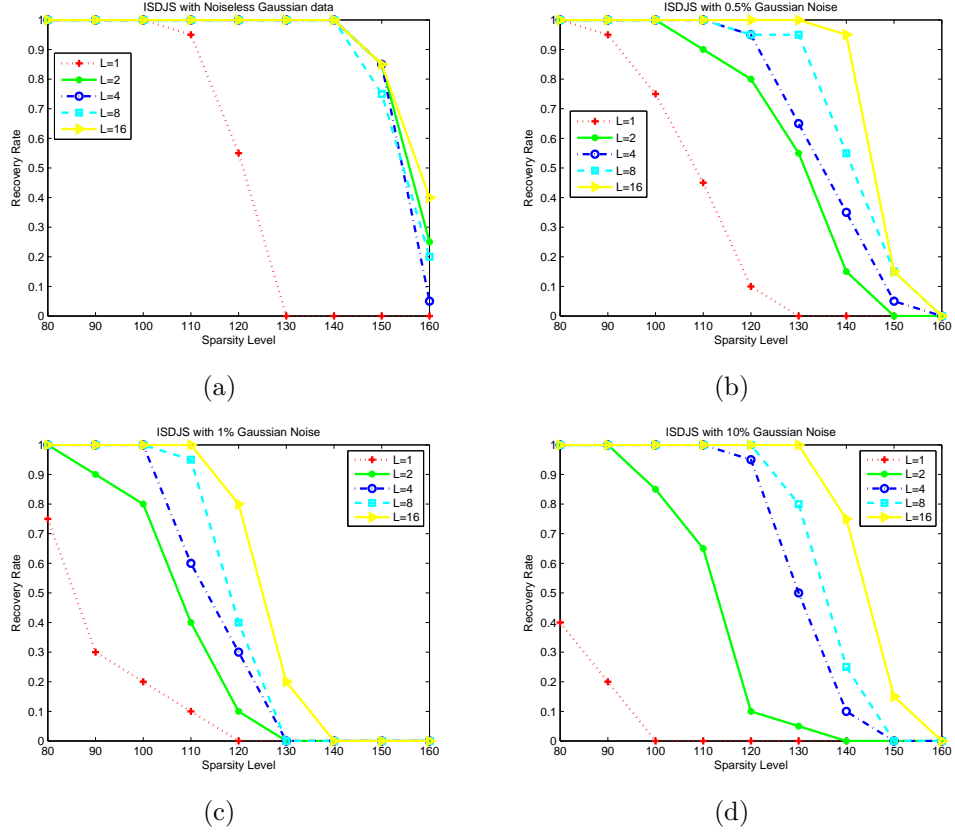 ISDJS with Noiseless Gaussian data
1
0.9
0.8
0.7
0.6
0.5
0.4
0.3
0.2
0.1
0
Recovery Rate
L=1
L=2
L=4
L=8
L=16
80 90 100 110 120 130 140 150 160
Sparsity Level
(a)
ISDJS with 0.5% Gaussian Noise
1
0.9
0.8
0.7
0.6
0.5
0.4
0.3
0.2
0.1
0
Recovery Rate
L=1
L=2
L=4
L=8
L=16
80 90 100 110 120 130 140 150 160
Sparsity Level
(b)
ISDJS with 1% Gaussian Noise
1
0.9
0.8
0.7
0.6
0.5
0.4
0.3
0.2
0.1
0
Recovery Rate
L=1
L=2
L=4
L=8
L=16
80 90 100 110 120 130 140 150 160
Sparsity Level
(c)
ISDJS with 10% Gaussian Noise
1
0.9
0.8
0.7
0.6
0.5
0.4
0.3
0.2
0.1
0
Recovery Rate
L=1
L=2
L=4
L=8
L=16
80 90 100 110 120 130 140 150 160
Sparsity Level
(d)